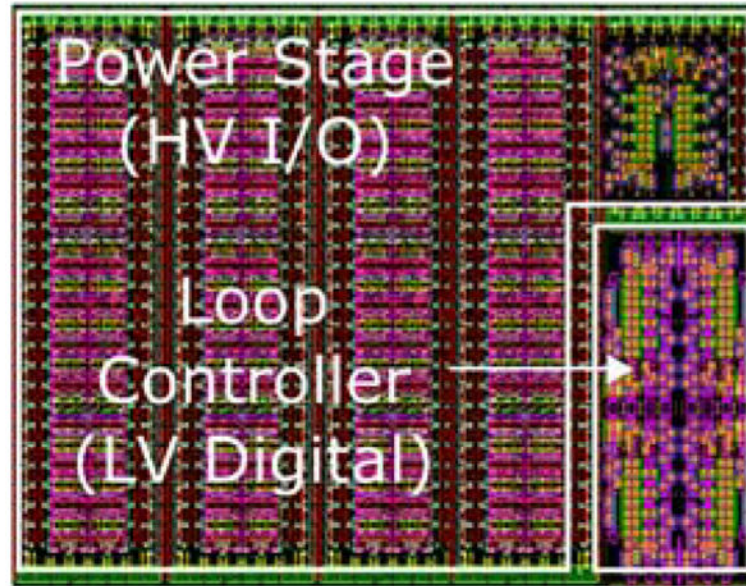 Power Stage
(HV I/O)
Loop
Controller
(LV Digital)